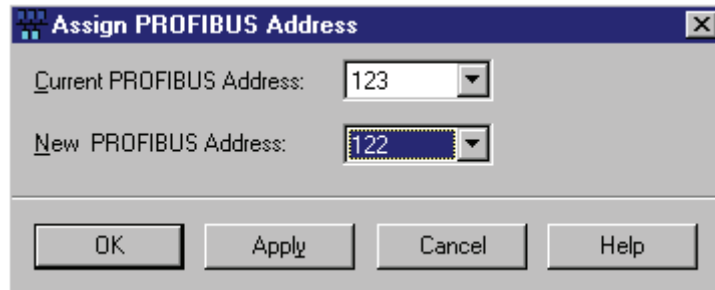 Assign PROFIBUS Address
Current PROFIBUS Address: 123
New PROFIBUS Address: 122
OK Apply Cancel Help